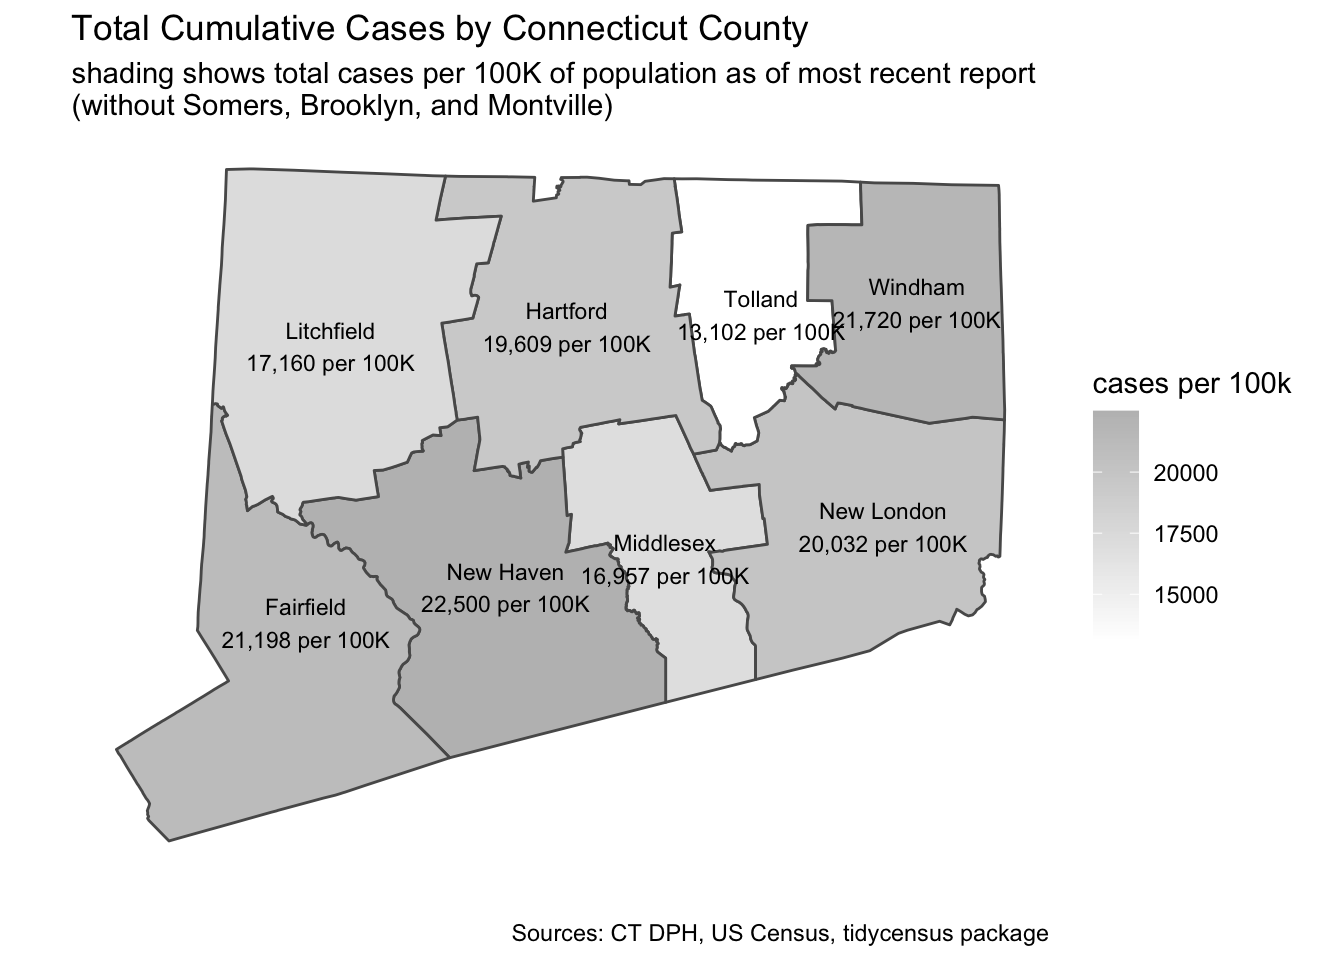 Total Cumulative Cases by Connecticut County
shading shows total cases per 100K of population as of most recent report
(without Somers, Brooklyn, and Montville)
Windham
21,720 per 100K
Tolland
13,102 per 100K
Hartford
19,609 per 100K
Litchfield
17,160 per 100K
New London
20,032 per 100K
Middlesex
16,957 per 100K
New Haven
22,500 per 100K
Fairfield
21,198 per 100K
cases per 100k
20000
17500
15000
Sources: CT DPH, US Census, tidycensus package